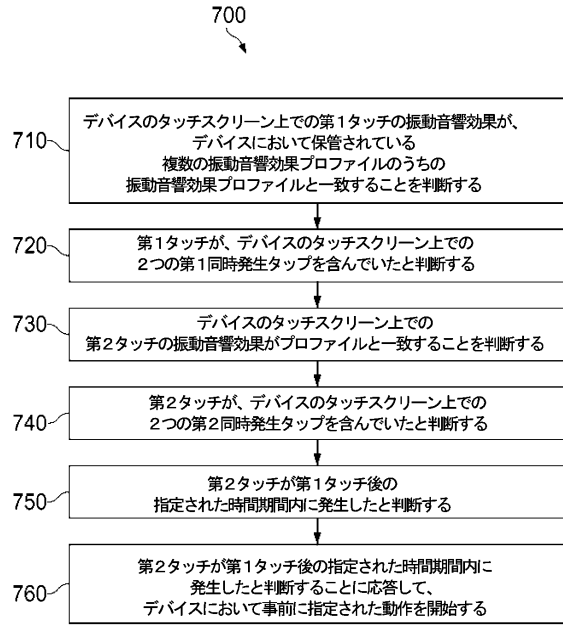 700
710
デバイスのタッチスクリーン上での第１タッチの振動音響効果が、
デバイスにおいて保管されている
複数の振動音響効果プロファイルのうちの
振動音響効果プロファイルと一致することを判断する
720
第１タッチが、デバイスのタッチスクリーン上での
２つの第１同時発生タップを含んでいたと判断する
730
デバイスのタッチスクリーン上での
第２タッチの振動音響効果がプロファイルと一致することを判断する
740
第２タッチが、デバイスのタッチスクリーン上での
２つの第２同時発生タップを含んでいたと判断する
750
第２タッチが第１タッチ後の
指定された時間期間内に発生したと判断する
760
第２タッチが第１タッチ後の指定された時間期間内に
発生したと判断することに応答して、
デバイスにおいて事前に指定された動作を開始する